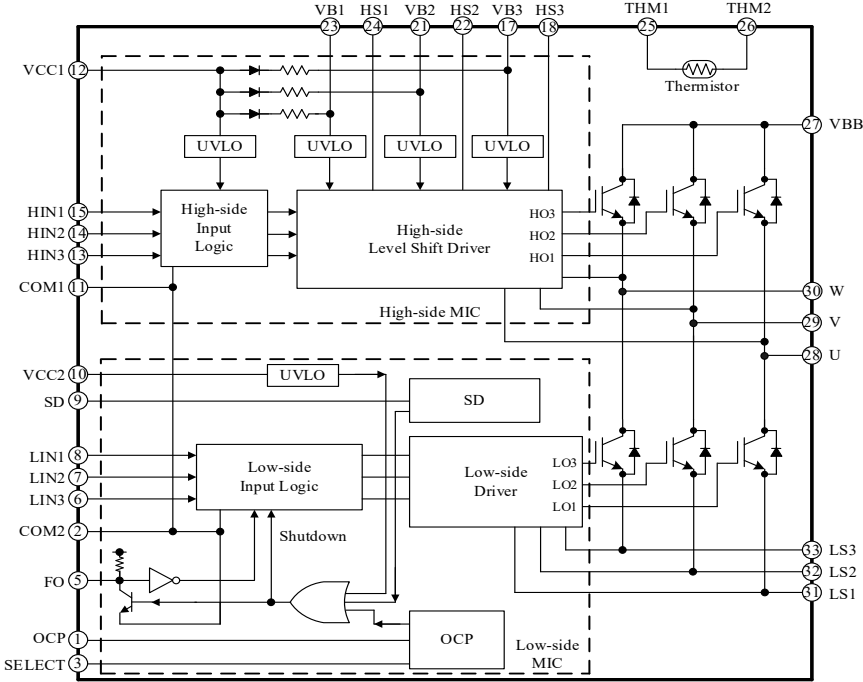 VB1 HS1 VB2 HS2 VB3 HS3 THM1 THM2
23 24 21 22 17 18 25 26
VCC1 12
Thermistor
27 VBB
UVLO UVLO UVLO UVLO
HIN1 15
HIN2 14
HIN3 13
High-side
Input
Logic
High-side
Level Shift Driver
HO3
HO2
HO1
COM1 11
High-side MIC
30 W
29 V
28 U
VCC2 10
UVLO
SD 9
SD
LIN1 8
LIN2 7
LIN3 6
Low-side
Input Logic
Low-side
Driver
LO3
LO2
LO1
COM2 2
Shutdown
33 LS3
32 LS2
31 LS1
FO 5
OCP 1
OCP
Low-side
MIC
SELECT 3